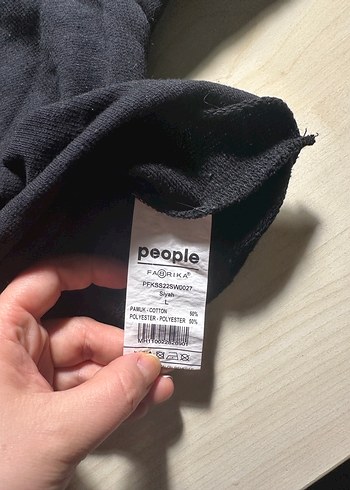 people
FABRIKA®
PFKSS22SW0027
Siyah
L
PAMUK - COTTON 50%
POLYESTER - POLYESTER 50%